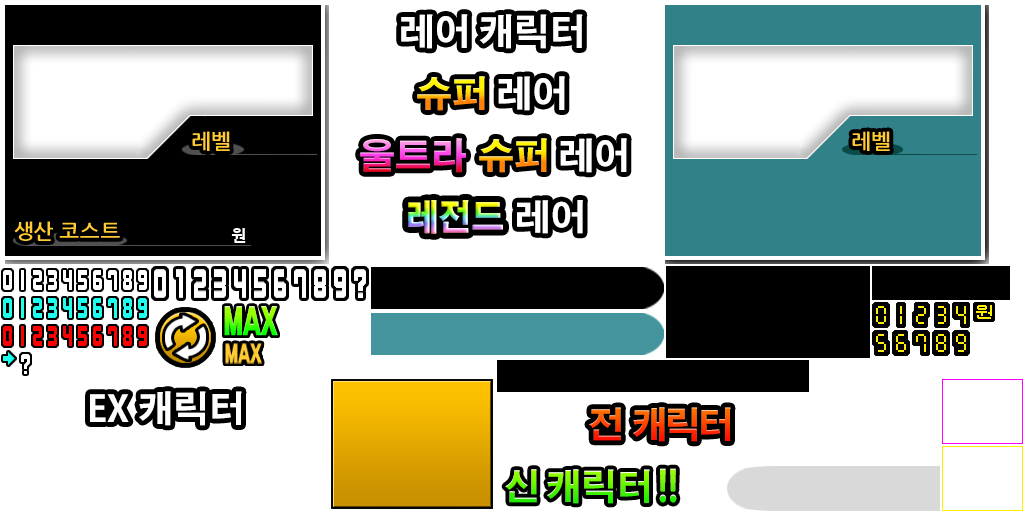 레어 캐릭터
슈퍼 레어
울트라 슈퍼 레어
레전드 레어
레벨
생산 코스트
원
레벨
0123456789
0123456789
0123456789
?
0123456789?
MAX
MAX
01234원
56789
EX 캐릭터
전 캐릭터
신 캐릭터!!